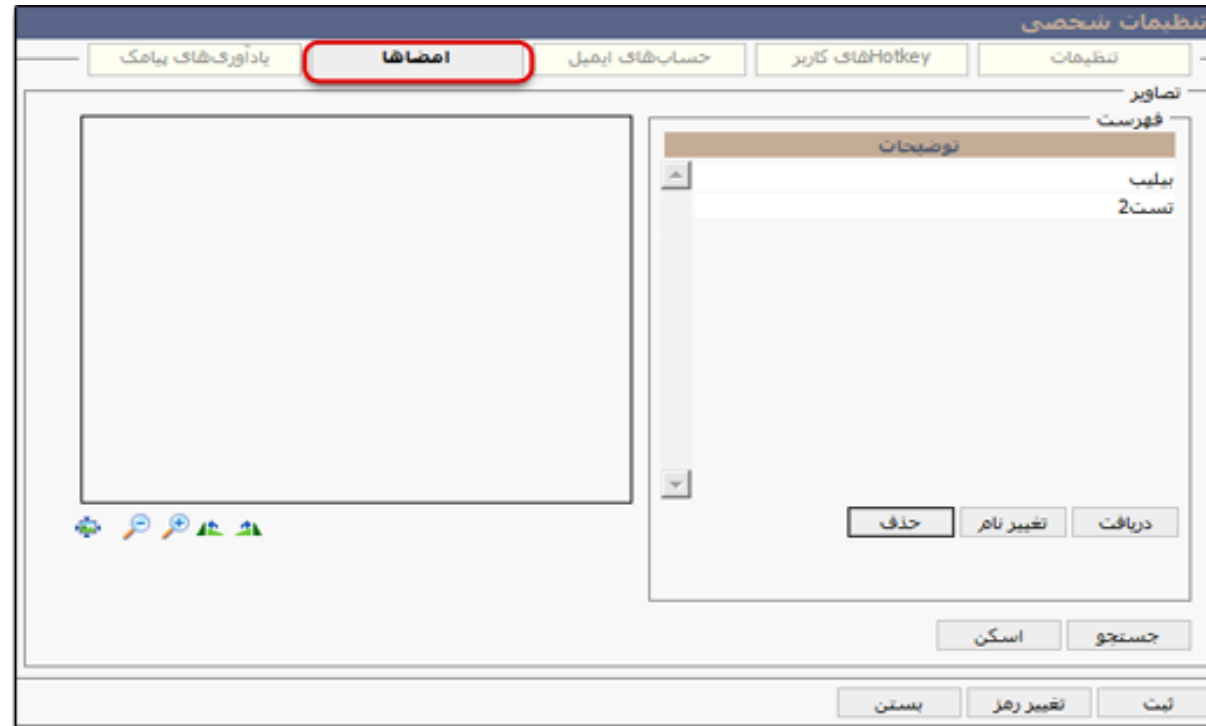 تنظیمات شخصی
تنظیمات
Hotkeyهای کاربر
حساب‌های ایمیل
امضاها
یادآوری‌های پیامک
تصاویر
فهرست
توضیحات
بیلیب
تست2
دریافت
تغییر نام
حذف
جستجو
اسکن
ثبت
تغییر رمز
بستن